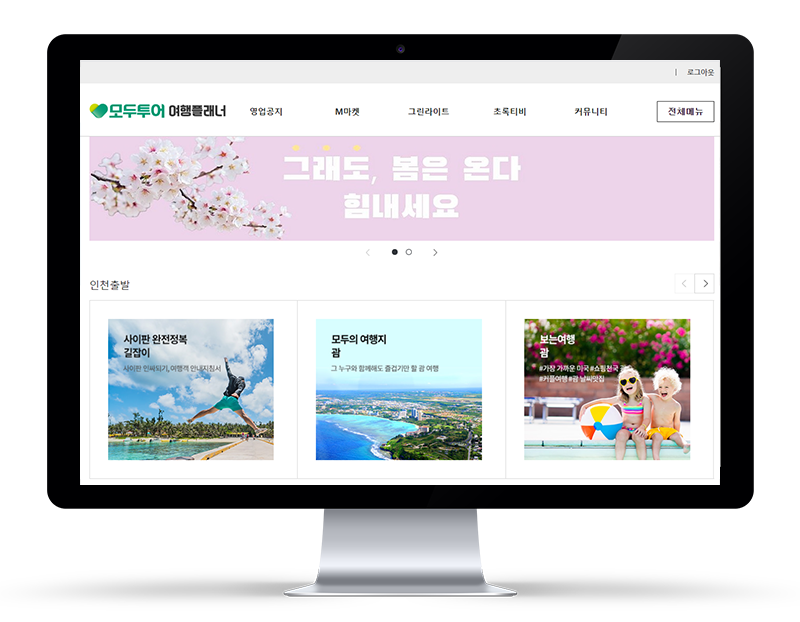 로그아웃
모두투어 여행플래너
영업공지
M마켓
그린라이트
초록티비
커뮤니티
전체메뉴
그래도, 봄은 온다
힘내세요
인천출발
사이판 완전정복
길잡이
사이판 인싸되기, 여행객 안내지침서
모두의 여행지
괌
그 누구와 함께해도 즐겁기만 할 괌 여행
보는여행
괌
#가장 가까운 미국 #쇼핑천국 괌
#커플여행 #괌 날씨맛집